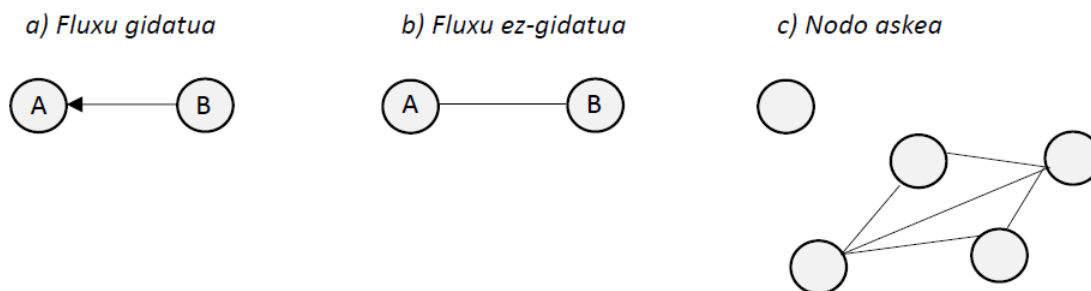 a) Fluxu gidatua
b) Fluxu ez-gidatua
c) Nodo askea
A
B
A
B